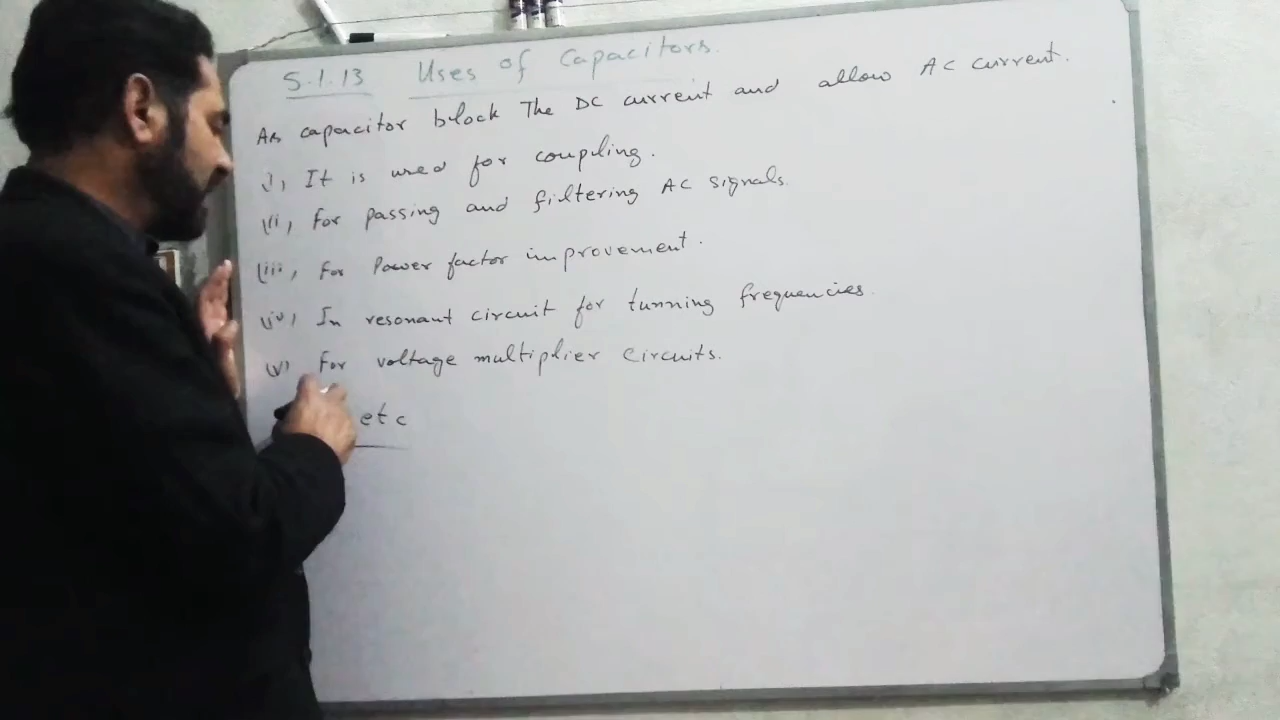 5.1.13 Uses of Capacitors.
As capacitor block The DC current and allow AC current.
(i), It is used for coupling.
(ii), for passing and filtering AC signals.
(iii), For Power factor improvement.
(iv), In resonant circuit for tunning frequencies.
(v), For voltage multiplier circuits.
etc